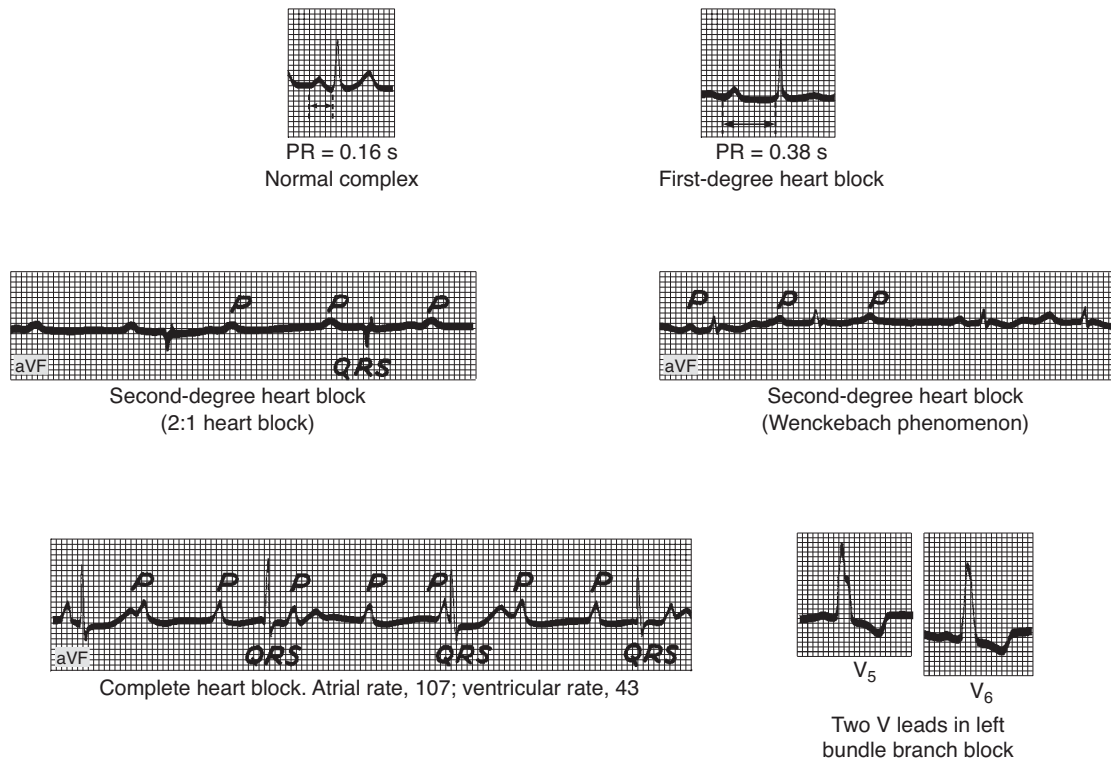 PR = 0.16 s
Normal complex
PR = 0.38 s
First-degree heart block
P P P
aVF
QRS
Second-degree heart block
(2:1 heart block)
P P P
aVF
Second-degree heart block
(Wenckebach phenomenon)
P P P P P P P
aVF
QRS QRS QRS
Complete heart block. Atrial rate, 107; ventricular rate, 43
V5
V6
Two V leads in left
bundle branch block